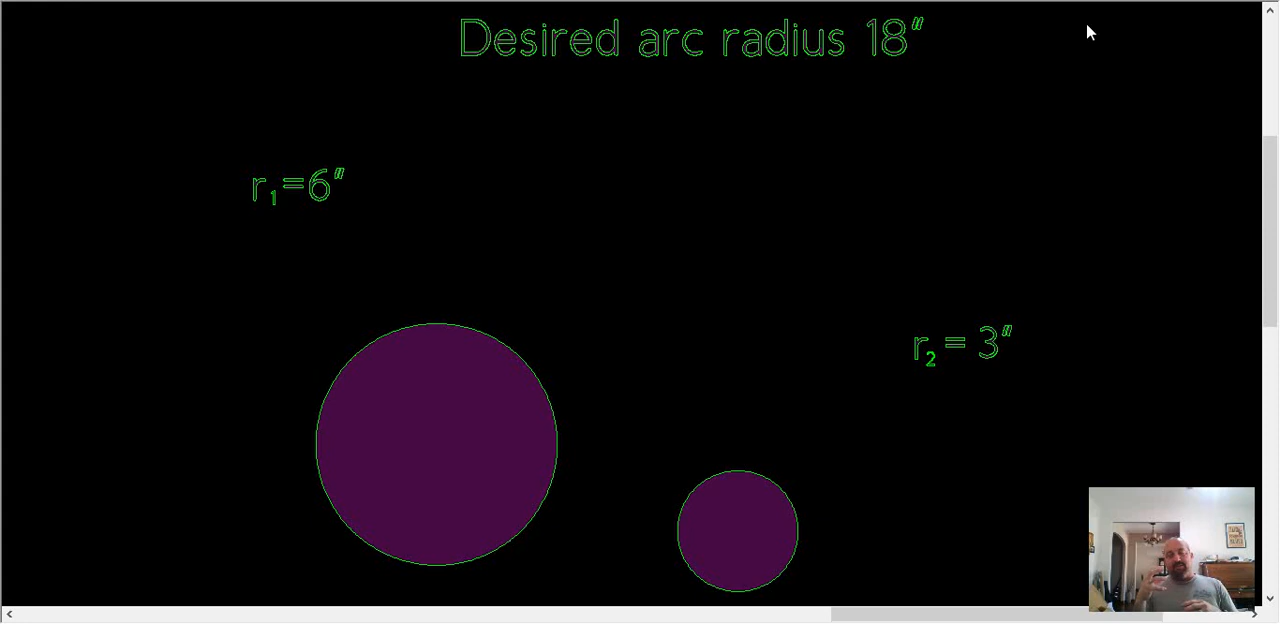 Desired arc radius 18"
r₁=6"
r₂= 3"